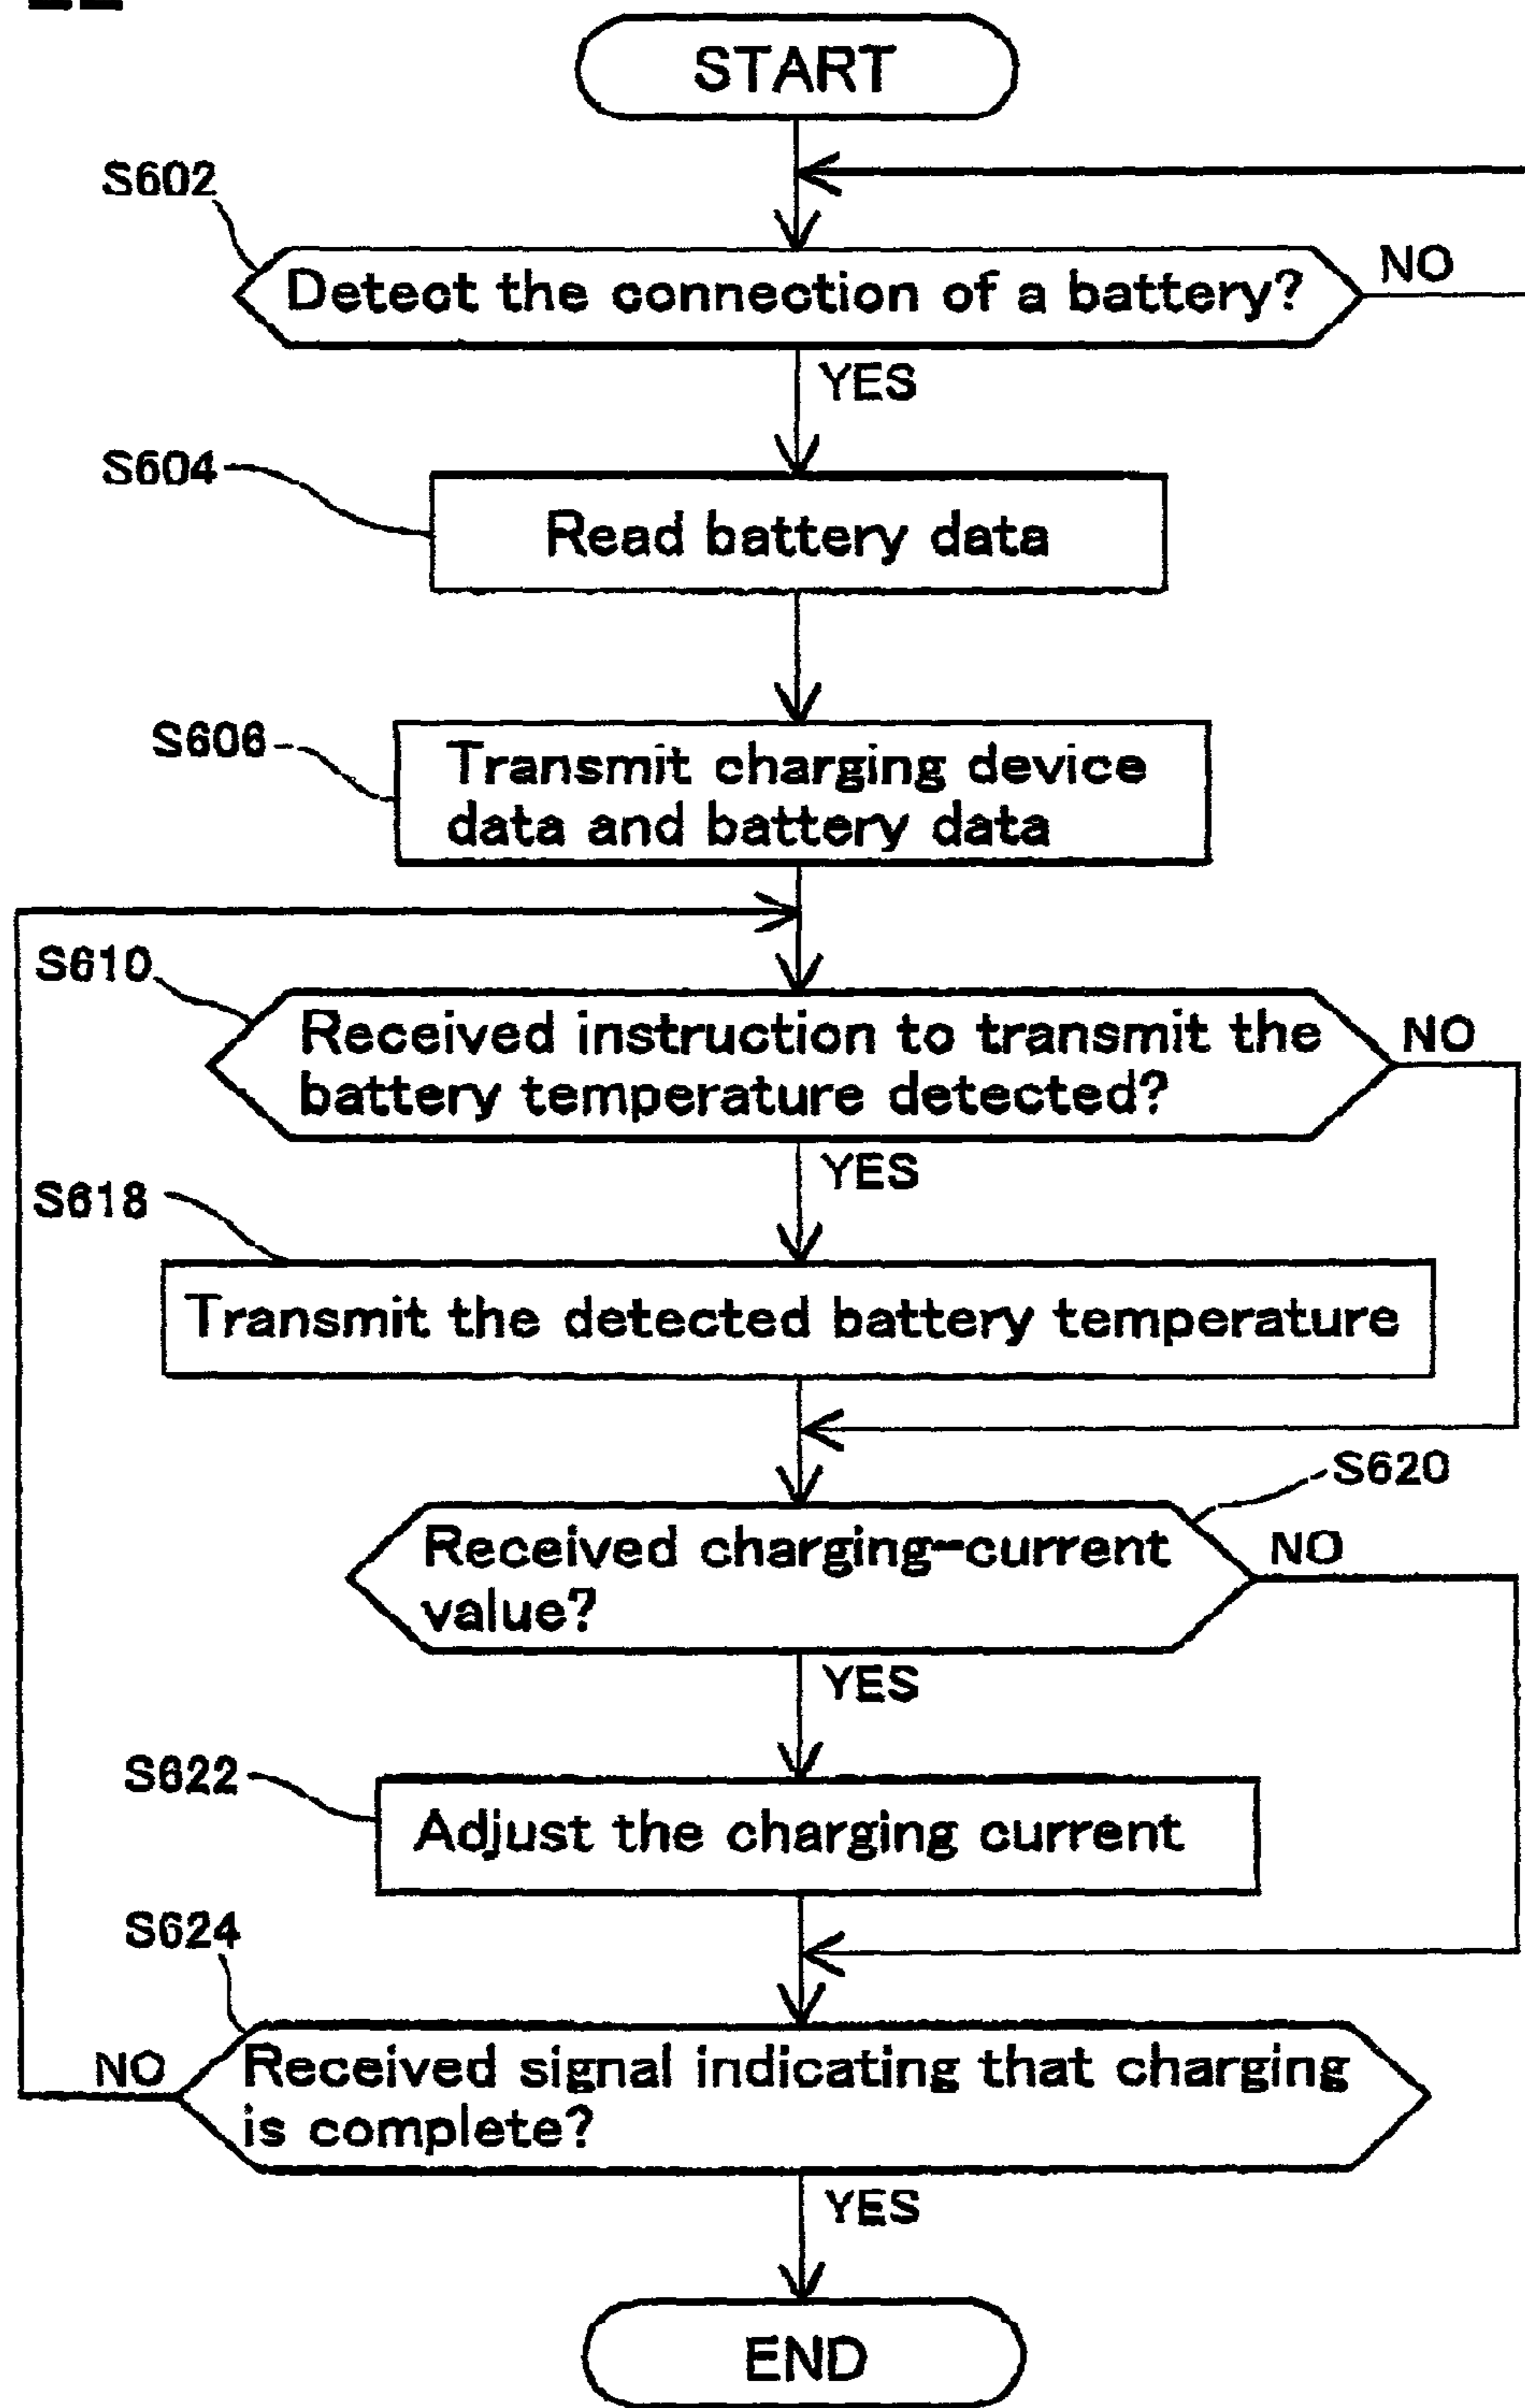 START
S602
Detect the connection of a battery?
NO
YES
S604
Read battery data
S606
Transmit charging device
data and battery data
S610
Received instruction to transmit the
battery temperature detected?
NO
YES
S618
Transmit the detected battery temperature
S620
Received charging-current
value?
NO
YES
S622
Adjust the charging current
S624
NO
Received signal indicating that charging
is complete?
YES
END